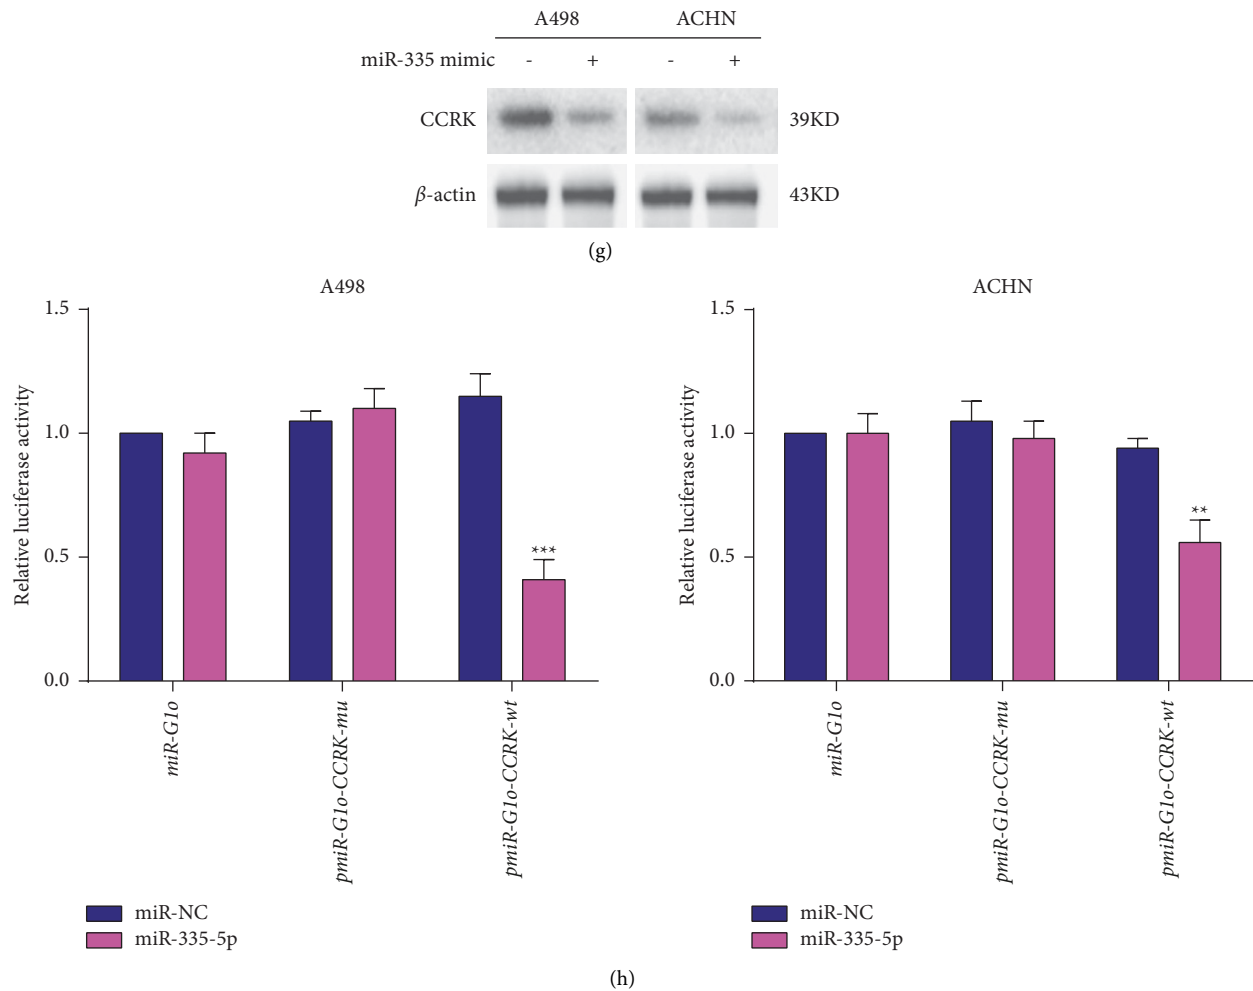 A498 ACHN
miR-335 mimic - + - +
CCRK 39KD
β-actin 43KD
(g)
A498
1.5
1.0
0.5
0.0
Relative luciferase activity
***
miR-G1o
pmiR-G1o-CCRK-mu
pmiR-G1o-CCRK-wt
miR-NC
miR-335-5p
ACHN
1.5
1.0
0.5
0.0
Relative luciferase activity
**
miR-G1o
pmiR-G1o-CCRK-mu
pmiR-G1o-CCRK-wt
miR-NC
miR-335-5p
(h)